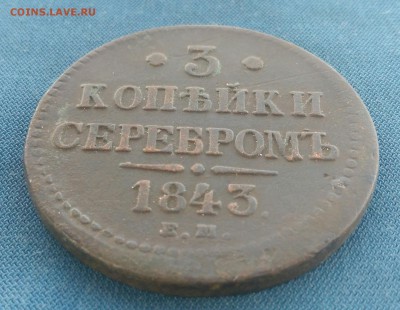 COINS.LAVE.RU
• 3 •
КОПѢЙКИ
СЕРЕБРОМЪ
1843.
Е.М.